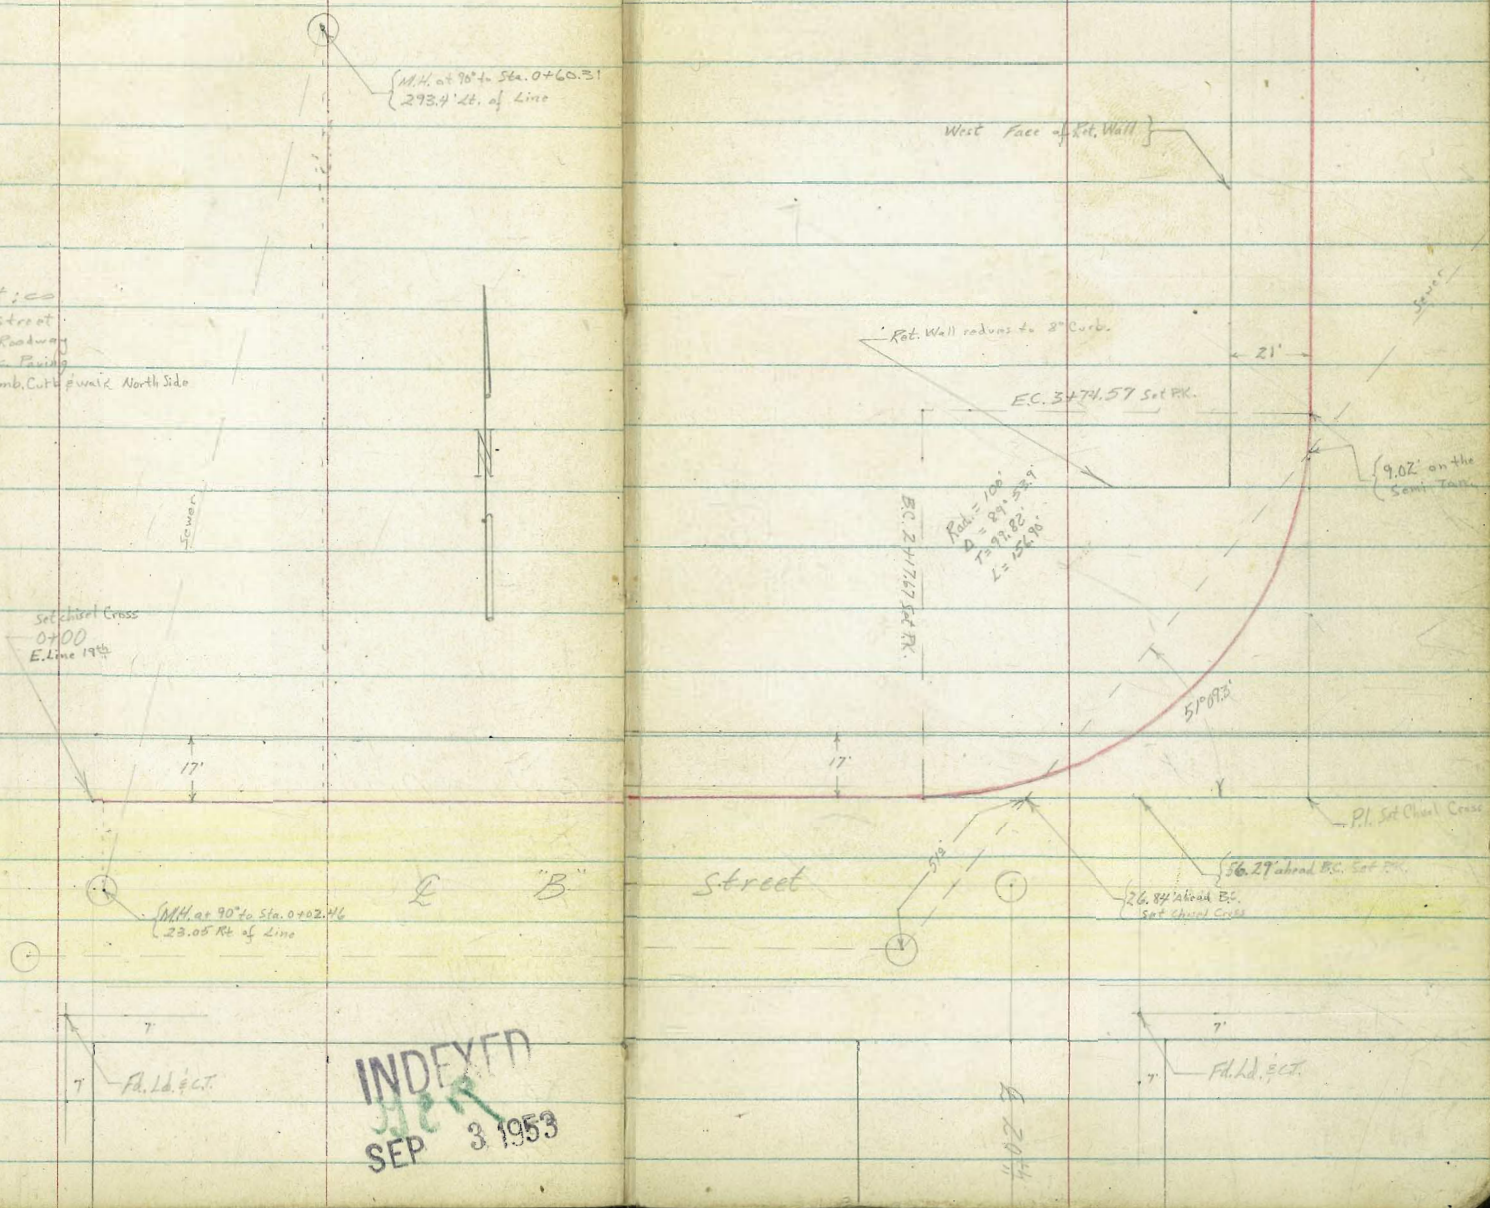 M.H. at 90° to Sta. 0+60.31
293.4' Lt. of Line
street
Roadway
Paving
Curb & walk North Side
Sewer
Set chisel Cross
0+00
E. Line 19th
17'
M.H. at 90° to Sta. 0+02.46
23.05 Rt of Line
℄ "B" Street
7'
7'
Fd. Ld. & C.T.
INDEXED
SEP 3 1953
West Face of Ret. Wall
Sewer
Ret. Wall reduces to 8" Curb.
21'
E.C. 3+74.57 Set P.K.
9.02' on the
Semi. Tan.
B.C. 2+17.67 Set P.K.
Rad. = 100'
Δ = 89° 53.9'
T = 99.82'
L = 156.90'
51°09.3'
17'
P.I. Set Chisel Cross
56.29' ahead B.C. Set P.K.
26.84' Ahead B.C.
Set Chisel Cross
7'
7'
Fd. Ld. & C.T.
℄ 20th